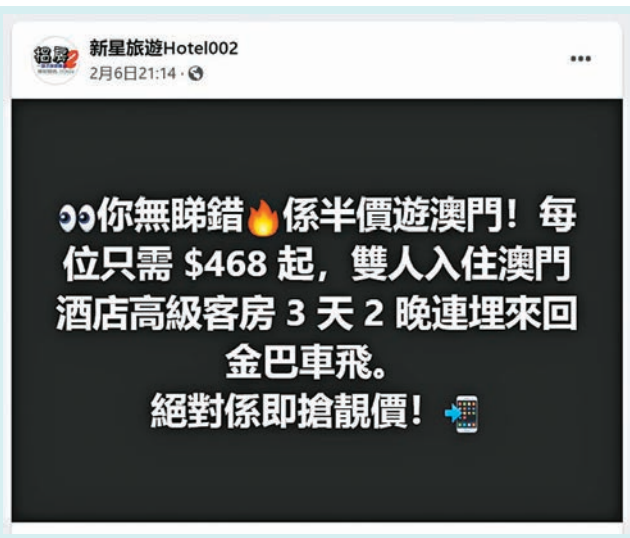 搵房2
新星旅遊Hotel002
2月6日21:14 ·
👀你無睇錯🔥係半價遊澳門！每
位只需 $468 起，雙人入住澳門
酒店高級客房 3 天 2 晚連埋來回
金巴車飛。
絕對係即搶靚價！📲